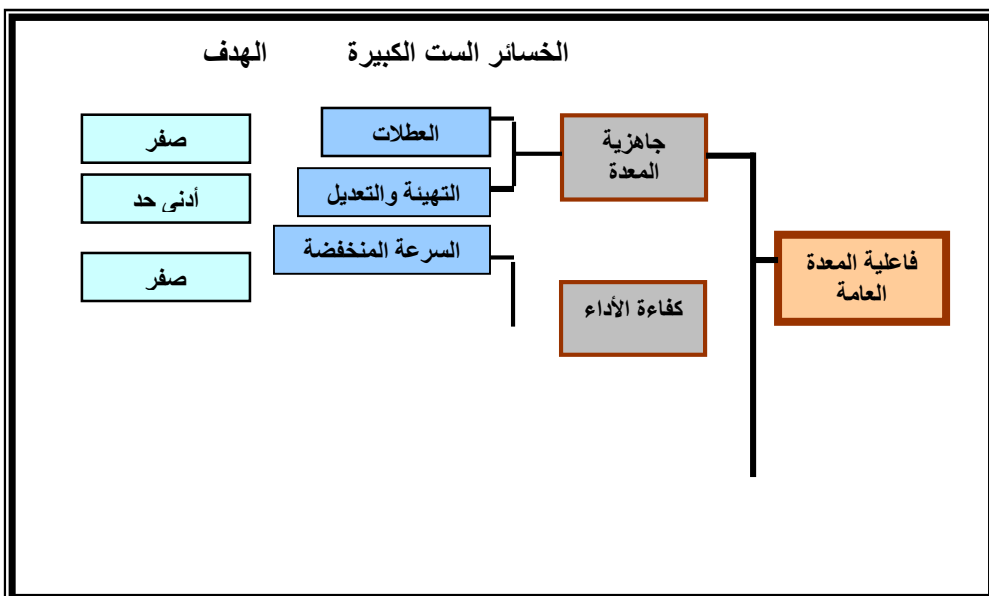 الخسائر الست الكبيرة الهدف
العطلات
صفر
جاهزية
المعدة
التهيئة والتعديل
أدنى حد
السرعة المنخفضة
صفر
فاعلية المعدة
العامة
كفاءة الأداء